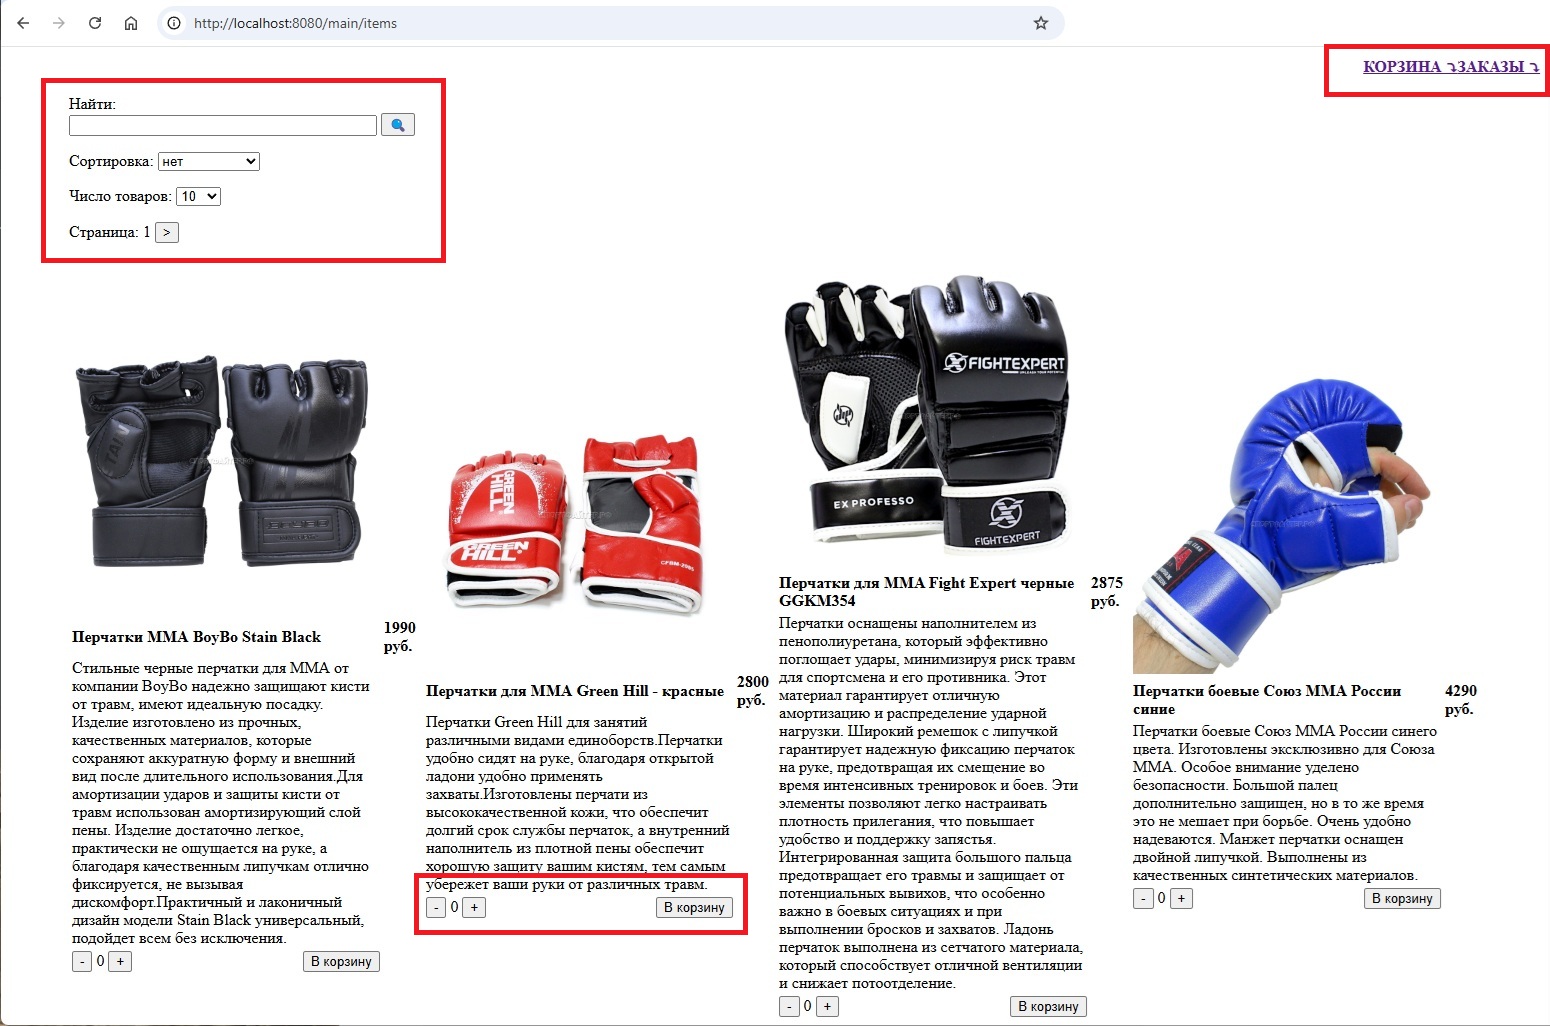 http://localhost:8080/main/items
КОРЗИНА ⤵ЗАКАЗЫ ⤵
Найти:
Сортировка: нет
Число товаров: 10
Страница: 1 >
Перчатки MMA BoyBo Stain Black
1990
руб.
Стильные черные перчатки для ММА от
компании BoyBo надежно защищают кисти
от травм, имеют идеальную посадку.
Изделие изготовлено из прочных,
качественных материалов, которые
сохраняют аккуратную форму и внешний
вид после длительного использования.Для
амортизации ударов и защиты кисти от
травм использован амортизирующий слой
пены. Изделие достаточно легкое,
практически не ощущается на руке, а
благодаря качественным липучкам отлично
фиксируется, не вызывая
дискомфорт.Практичный и лаконичный
дизайн модели Stain Black универсальный,
подойдет всем без исключения.
- 0 + В корзину
GREEN
HILL
GREEN
HILL
Перчатки для ММА Green Hill - красные
2800
руб.
Перчатки Green Hill для занятий
различными видами единоборств.Перчатки
удобно сидят на руке, благодаря открытой
ладони удобно применять
захваты.Изготовлены перчати из
высококачественной кожи, что обеспечит
долгий срок службы перчаток, а внутренний
наполнитель из плотной пены обеспечит
хорошую защиту вашим кистям, тем самым
убережет ваши руки от различных травм.
- 0 + В корзину
FIGHTEXPERT
EX PROFESSO
FIGHTEXPERT
Перчатки для ММА Fight Expert черные
GGKM354
2875
руб.
Перчатки оснащены наполнителем из
пенополиуретана, который эффективно
поглощает удары, минимизируя риск травм
для спортсмена и его противника. Этот
материал гарантирует отличную
амортизацию и распределение ударной
нагрузки. Широкий ремешок с липучкой
гарантирует надежную фиксацию перчаток
на руке, предотвращая их смещение во
время интенсивных тренировок и боев. Эти
элементы позволяют легко настраивать
плотность прилегания, что повышает
удобство и поддержку запястья.
Интегрированная защита большого пальца
предотвращает его травмы и защищает от
потенциальных вывихов, что особенно
важно в боевых ситуациях и при
выполнении бросков и захватов. Ладонь
перчаток выполнена из сетчатого материала,
который способствует отличной вентиляции
и снижает потоотделение.
- 0 + В корзину
Перчатки боевые Союз ММА России
синие
4290
руб.
Перчатки боевые Союз ММА России синего
цвета. Изготовлены эксклюзивно для Союза
ММА. Особое внимание уделено
безопасности. Большой палец
дополнительно защищен, но в то же время
это не мешает при борьбе. Очень удобно
надеваются. Манжет перчатки оснащен
двойной липучкой. Выполнены из
качественных синтетических материалов.
- 0 + В корзину